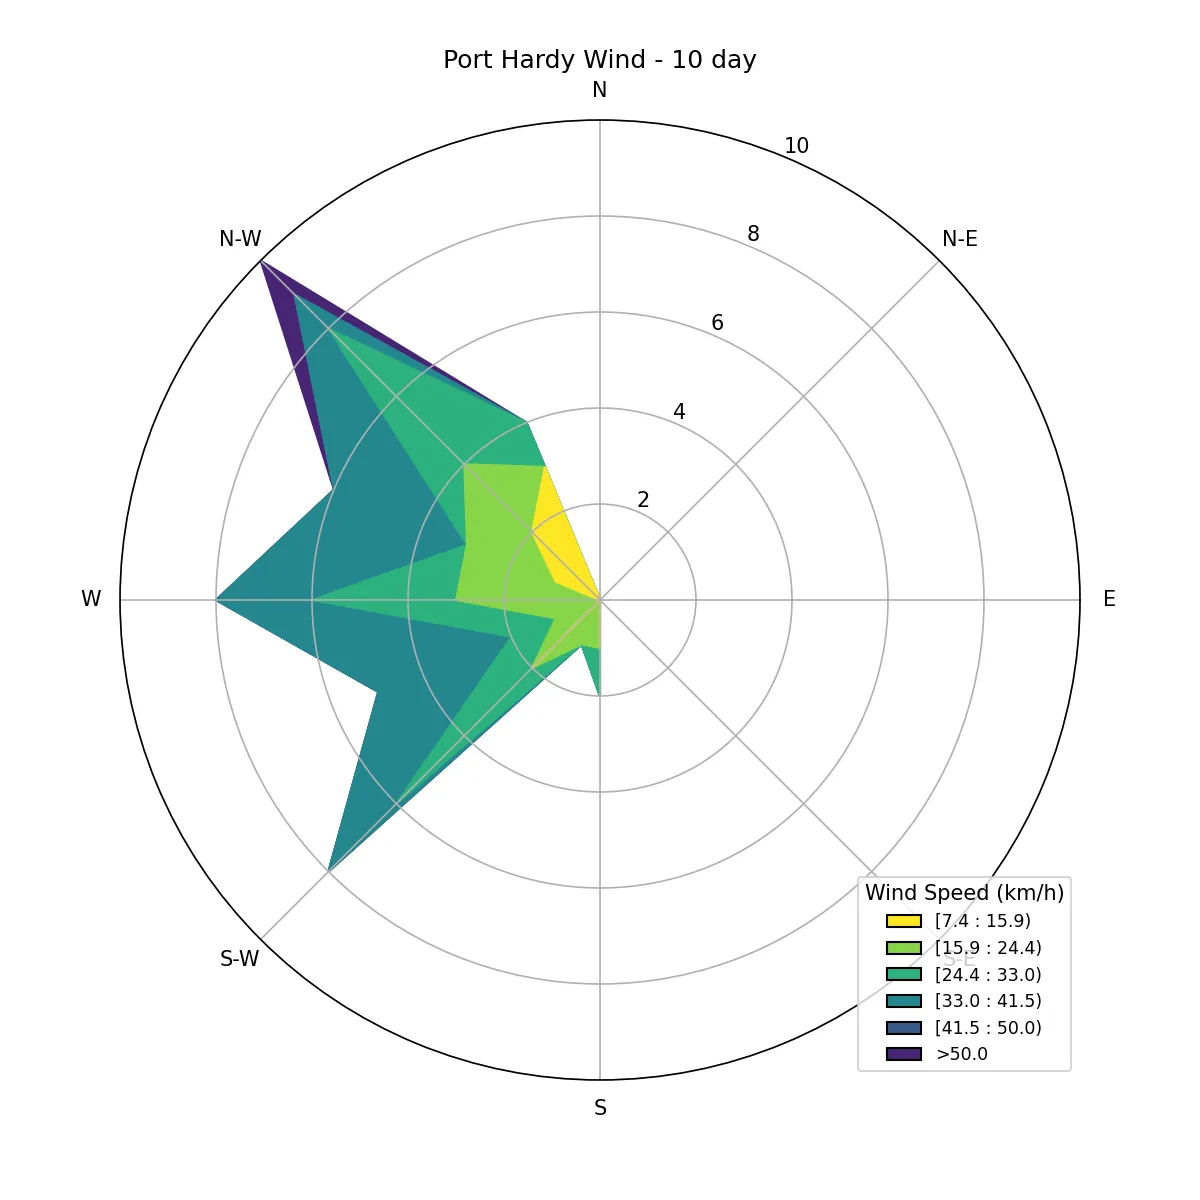 Port Hardy Wind - 10 day
N
10
N-W
N-E
8
6
4
2
W
E
S-W
S-E
S
Wind Speed (km/h)
[7.4 : 15.9)
[15.9 : 24.4)
[24.4 : 33.0)
[33.0 : 41.5)
[41.5 : 50.0)
>50.0